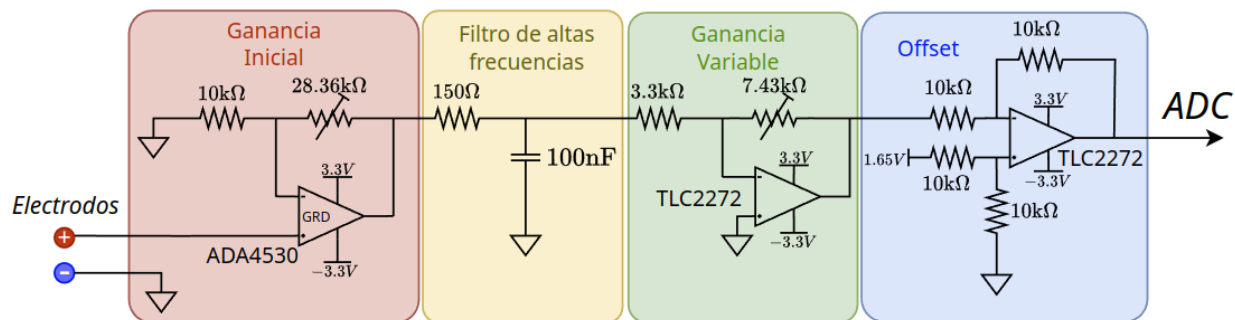 Ganancia
Inicial
10kΩ
28.36kΩ
3.3V
GRD
-3.3V
ADA4530
Electrodos
+
−
Filtro de altas
frecuencias
150Ω
100nF
Ganancia
Variable
3.3kΩ
7.43kΩ
3.3V
TLC2272
-3.3V
Offset
10kΩ
10kΩ
3.3V
1.65V
10kΩ
TLC2272
-3.3V
10kΩ
ADC